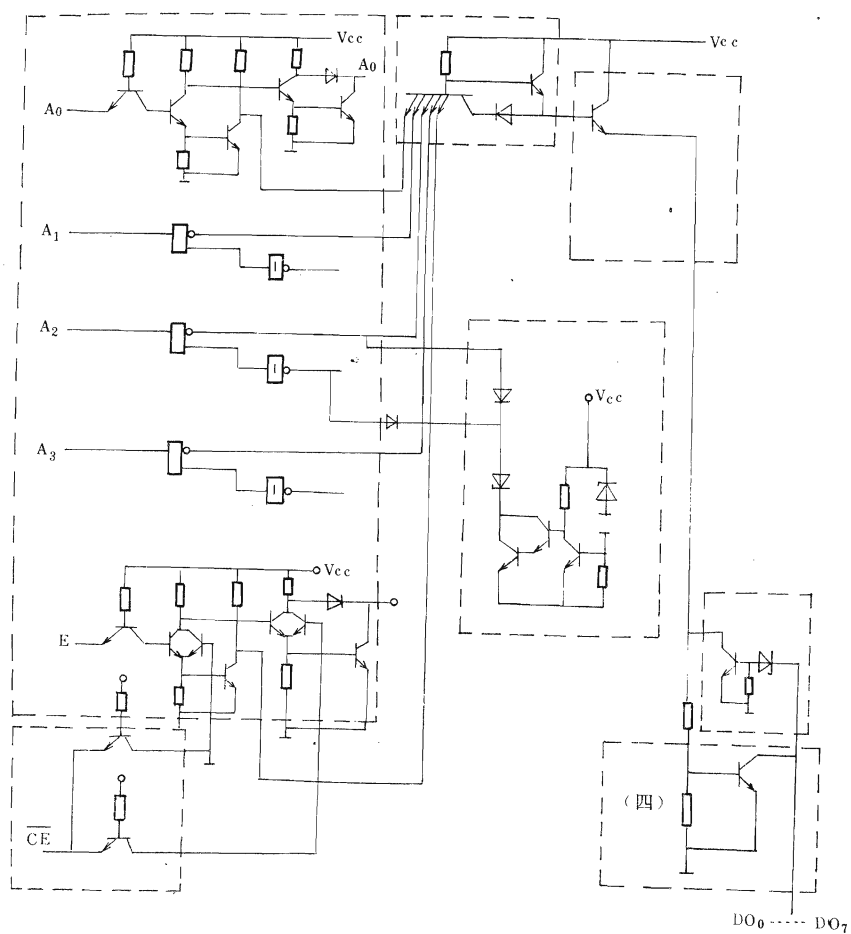 Vcc
A₀
A₀
Vcc
A₁
A₂
Vcc
A₃
Vcc
E
(四)
CE
DO₀ ----- DO₇